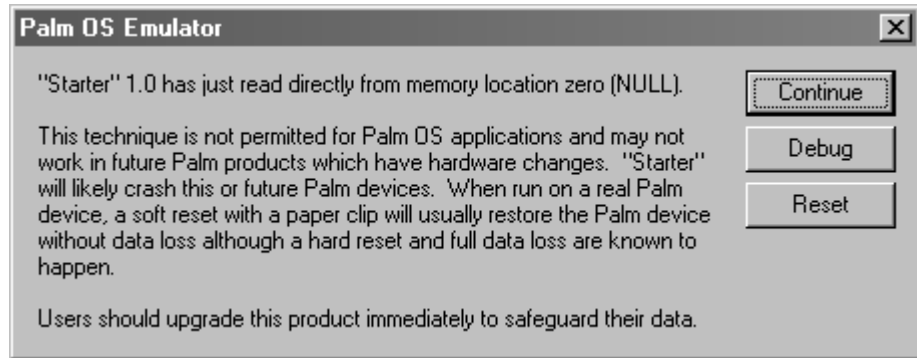 Palm OS Emulator
"Starter" 1.0 has just read directly from memory location zero (NULL).
This technique is not permitted for Palm OS applications and may not
work in future Palm products which have hardware changes.  "Starter"
will likely crash this or future Palm devices.  When run on a real Palm
device, a soft reset with a paper clip will usually restore the Palm device
without data loss although a hard reset and full data loss are known to
happen.
Users should upgrade this product immediately to safeguard their data.
Continue
Debug
Reset